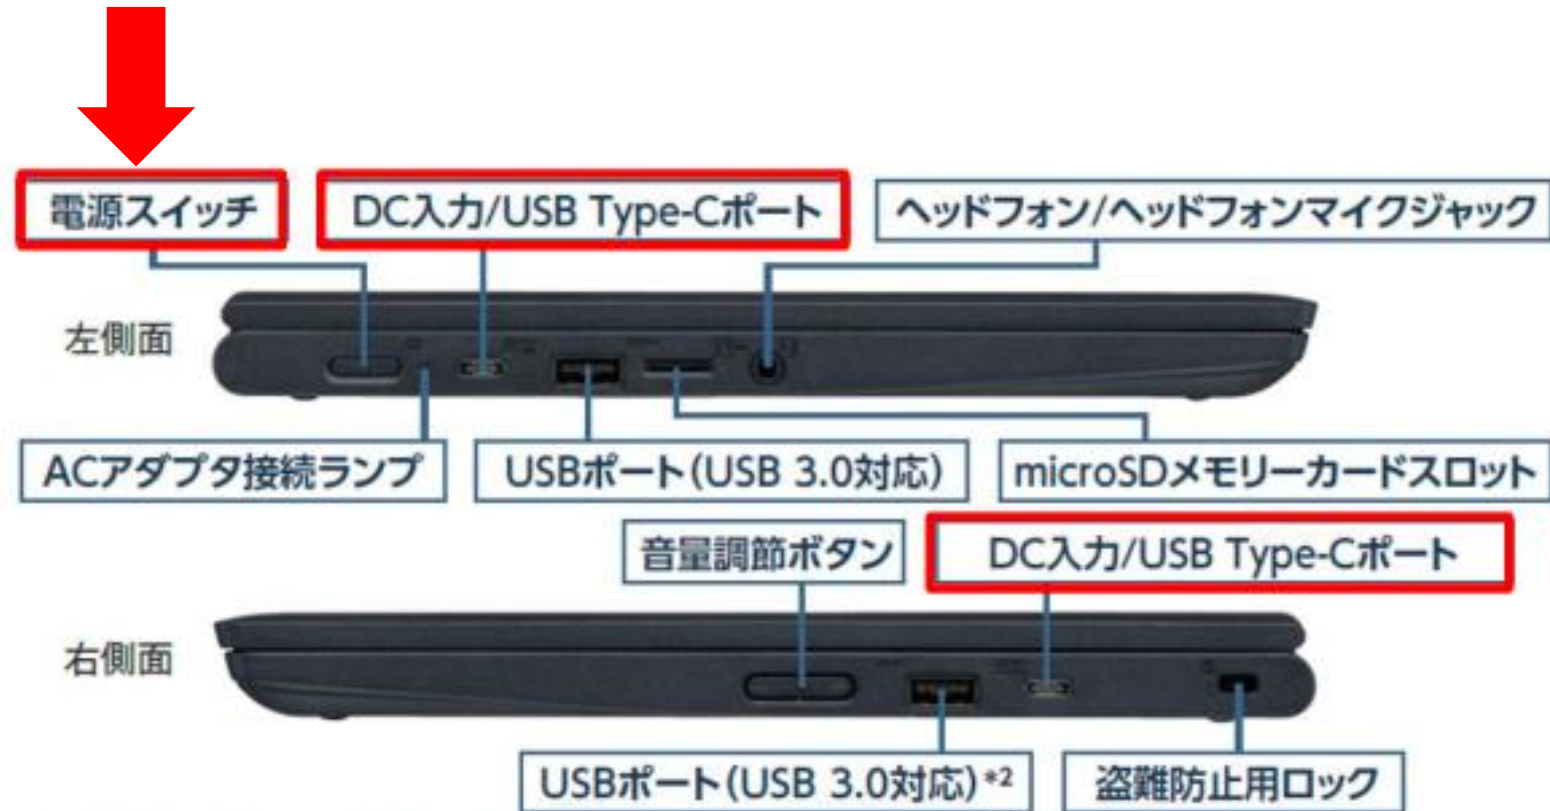 電源スイッチ
DC入力/USB Type-Cポート
ヘッドフォン/ヘッドフォンマイクジャック
左側面
ACアダプタ接続ランプ
USBポート(USB 3.0対応)
microSDメモリーカードスロット
音量調節ボタン
DC入力/USB Type-Cポート
右側面
USBポート(USB 3.0対応)*2
盗難防止用ロック